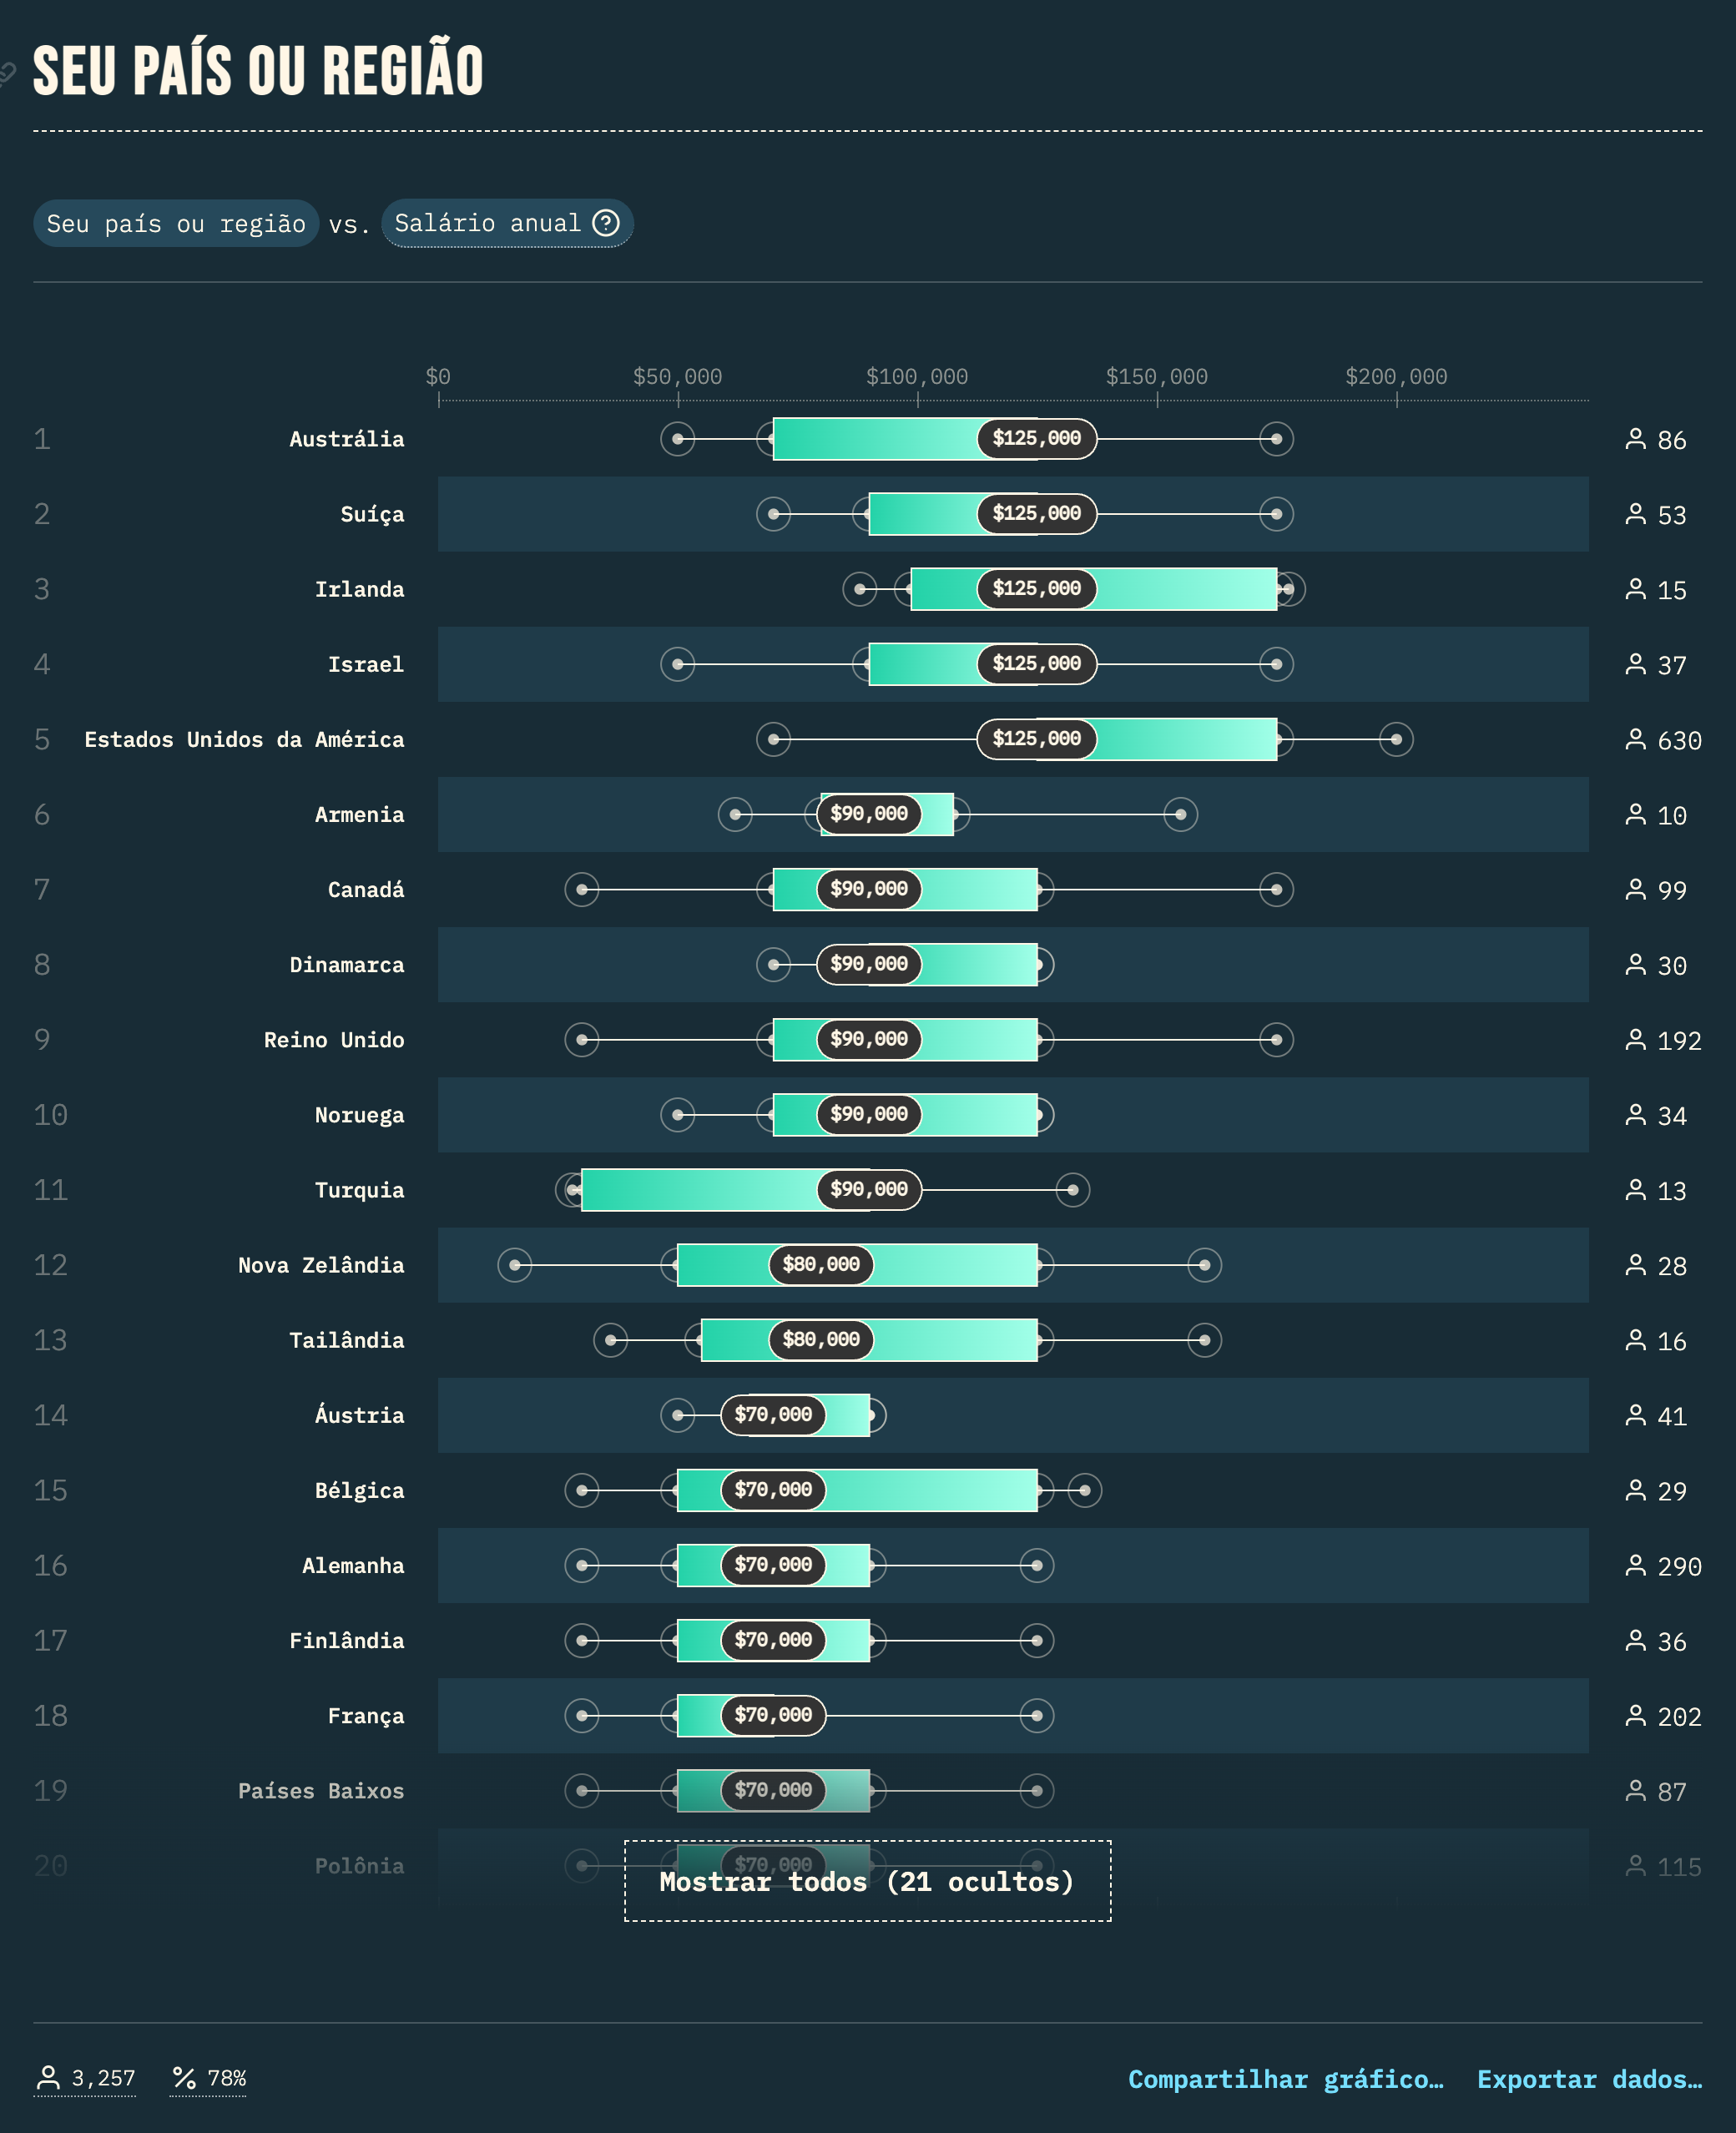 SEU PAÍS OU REGIÃO
Seu país ou região vs. Salário anual ?
$0 $50,000 $100,000 $150,000 $200,000
1 Austrália $125,000 86
2 Suíça $125,000 53
3 Irlanda $125,000 15
4 Israel $125,000 37
5 Estados Unidos da América $125,000 630
6 Armenia $90,000 10
7 Canadá $90,000 99
8 Dinamarca $90,000 30
9 Reino Unido $90,000 192
10 Noruega $90,000 34
11 Turquia $90,000 13
12 Nova Zelândia $80,000 28
13 Tailândia $80,000 16
14 Áustria $70,000 41
15 Bélgica $70,000 29
16 Alemanha $70,000 290
17 Finlândia $70,000 36
18 França $70,000 202
19 Países Baixos $70,000 87
20 Polônia $70,000 115
Mostrar todos (21 ocultos)
3,257 % 78% Compartilhar gráfico… Exportar dados…